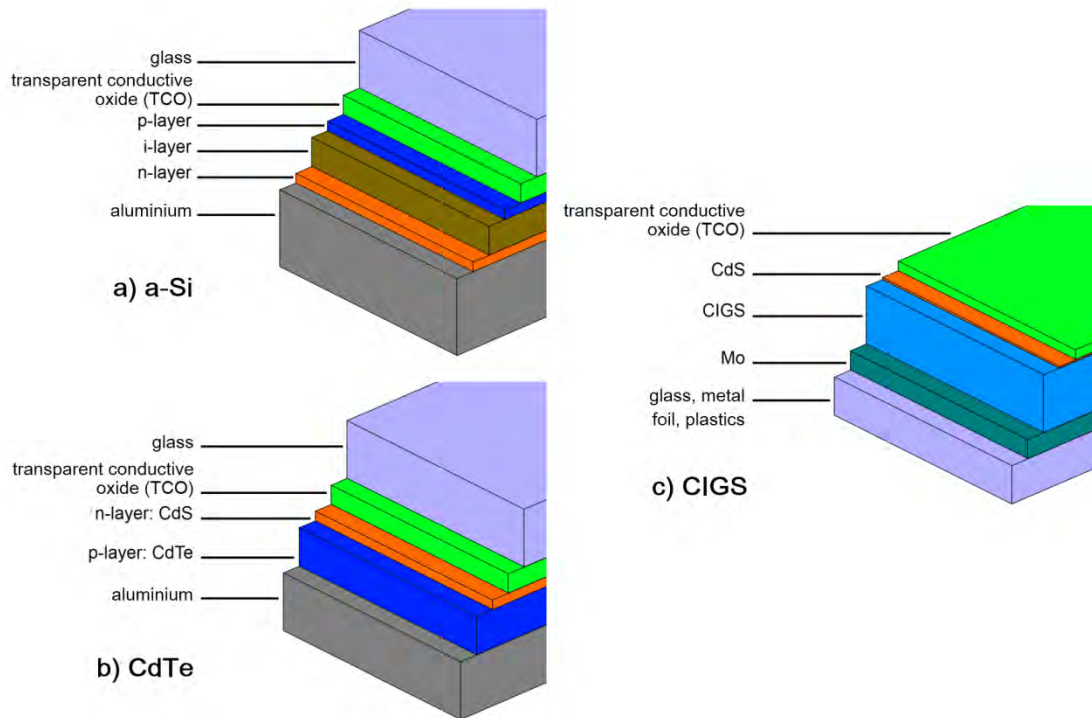 glass
transparent conductive
oxide (TCO)
p-layer
i-layer
n-layer
aluminium
a) a-Si
glass
transparent conductive
oxide (TCO)
n-layer: CdS
p-layer: CdTe
aluminium
b) CdTe
transparent conductive
oxide (TCO)
CdS
CIGS
Mo
glass, metal
foil, plastics
c) CIGS